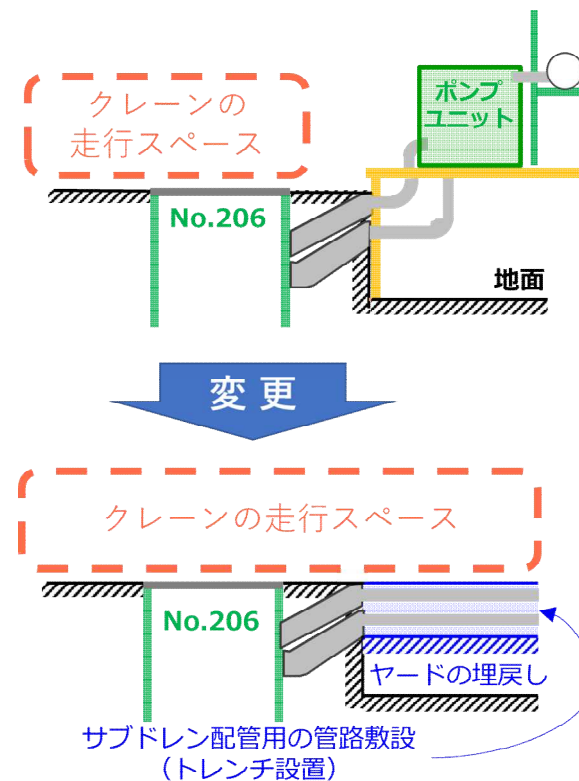 クレーンの
走行スペース
ポンプ
ユニット
No.206
地面
変更
クレーンの走行スペース
No.206
ヤードの埋戻し
サブドレン配管用の管路敷設
（トレンチ設置）